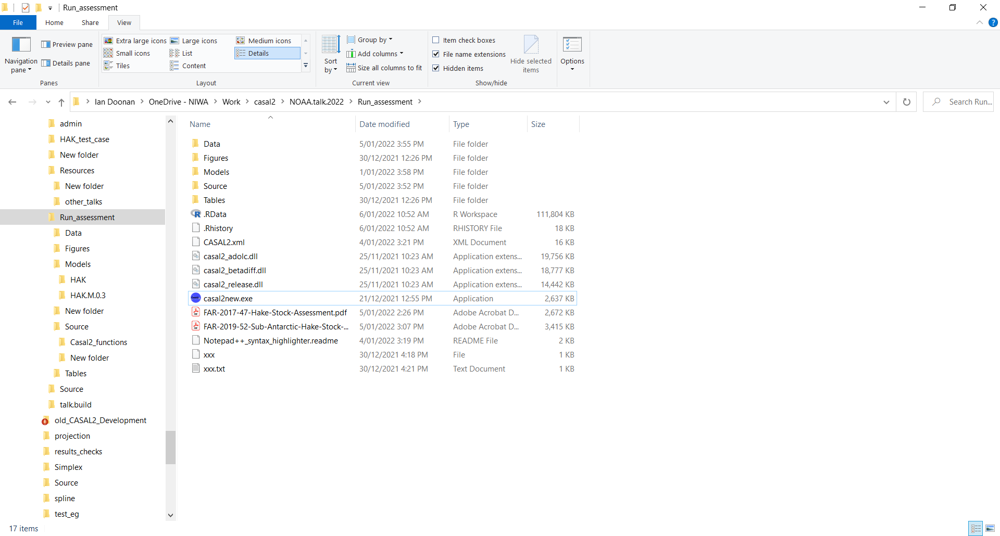 Run_assessment
File Home Share View
Navigation pane
Preview pane
Details pane
Panes
Extra large icons Large icons Medium icons
Small icons List Details
Tiles Content
Layout
Sort by
Group by
Add columns
Size all columns to fit
Current view
Item check boxes
File name extensions
Hidden items
Hide selected items
Show/hide
Options
Ian Doonan OneDrive - NIWA Work casal2 NOAA.talk.2022 Run_assessment
Search Run...
admin
HAK_test_case
New folder
Resources
New folder
other_talks
Run_assessment
Data
Figures
Models
HAK
HAK.M.0.3
New folder
Source
Casal2_functions
New folder
Tables
Source
talk.build
old_CASAL2_Development
projection
results_checks
Simplex
Source
spline
test_eg
Name Date modified Type Size
Data 5/01/2022 3:55 PM File folder
Figures 30/12/2021 12:26 PM File folder
Models 1/01/2022 3:58 PM File folder
Source 5/01/2022 3:52 PM File folder
Tables 30/12/2021 12:26 PM File folder
.RData 6/01/2022 10:52 AM R Workspace 111,804 KB
.Rhistory 6/01/2022 10:52 AM RHISTORY File 18 KB
CASAL2.xml 4/01/2022 3:21 PM XML Document 16 KB
casal2_adolc.dll 25/11/2021 10:23 AM Application extens... 19,756 KB
casal2_betadiff.dll 25/11/2021 10:23 AM Application extens... 18,777 KB
casal2_release.dll 25/11/2021 10:23 AM Application extens... 14,442 KB
casal2new.exe 21/12/2021 12:55 PM Application 2,637 KB
FAR-2017-47-Hake-Stock-Assessment.pdf 5/01/2022 2:26 PM Adobe Acrobat D... 2,672 KB
FAR-2019-52-Sub-Antarctic-Hake-Stock-... 5/01/2022 3:07 PM Adobe Acrobat D... 3,415 KB
Notepad++_syntax_highlighter.readme 4/01/2022 3:19 PM README File 2 KB
xxx 30/12/2021 4:18 PM File 1 KB
xxx.txt 30/12/2021 4:21 PM Text Document 1 KB
17 items